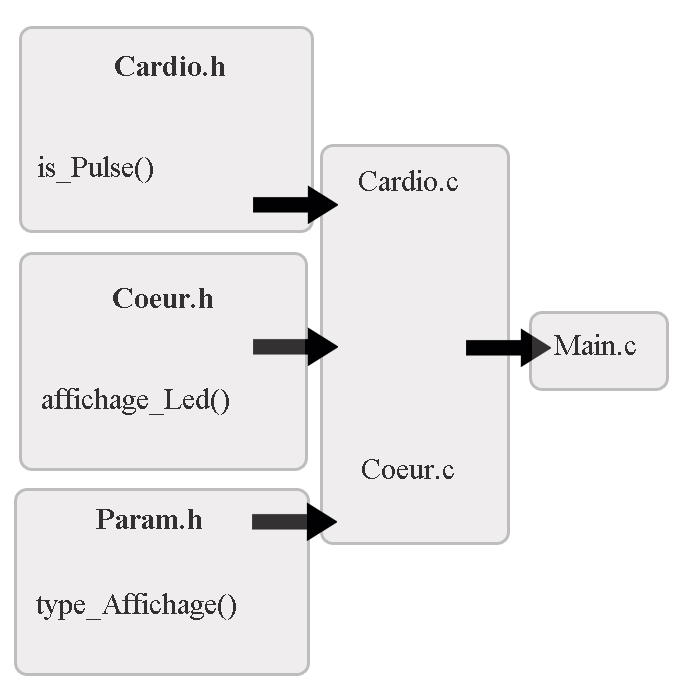 Cardio.h
is_Pulse()
Coeur.h
affichage_Led()
Param.h
type_Affichage()
Cardio.c
Coeur.c
Main.c